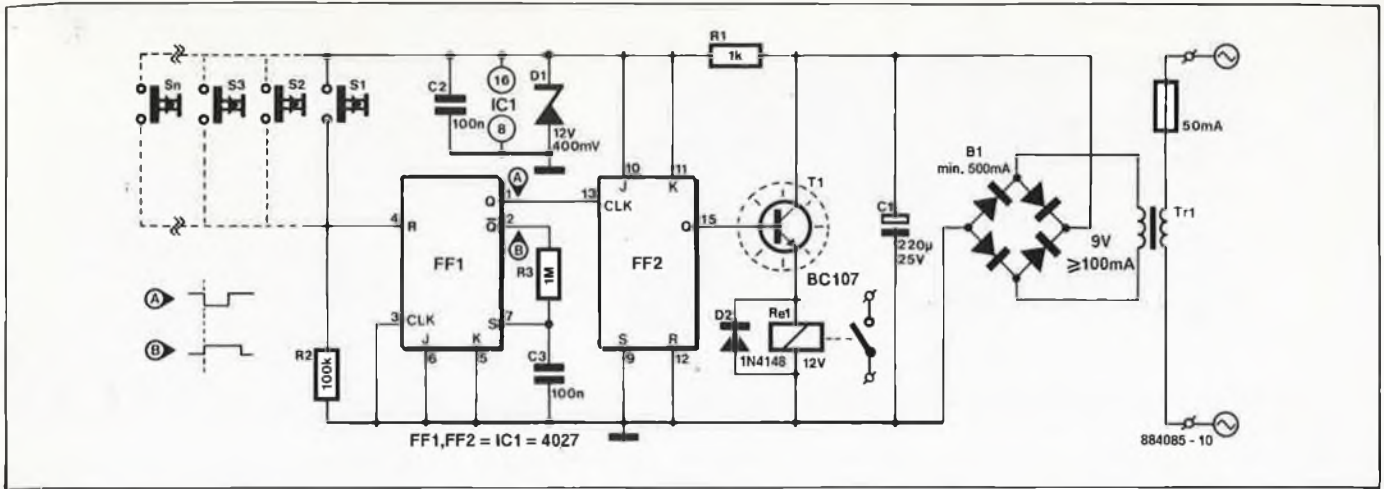 R1
1k
Sn
S3
S2
S1
C2
100n
16
IC1
8
D1
12V
400mV
10
J
11
K
50mA
B1
min. 500mA
A
1
Q
13
CLK
4
R
2
Q̅
B
R3
1M
FF1
FF2
Q
15
T1
BC107
C1
220µ
25V
9V
⩾100mA
Tr1
A
B
3
CLK
S
7
J
6
K
5
C3
100n
S
9
R
12
D2
1N4148
Re1
12V
R2
100k
FF1,FF2 = IC1 = 4027
884085 - 10